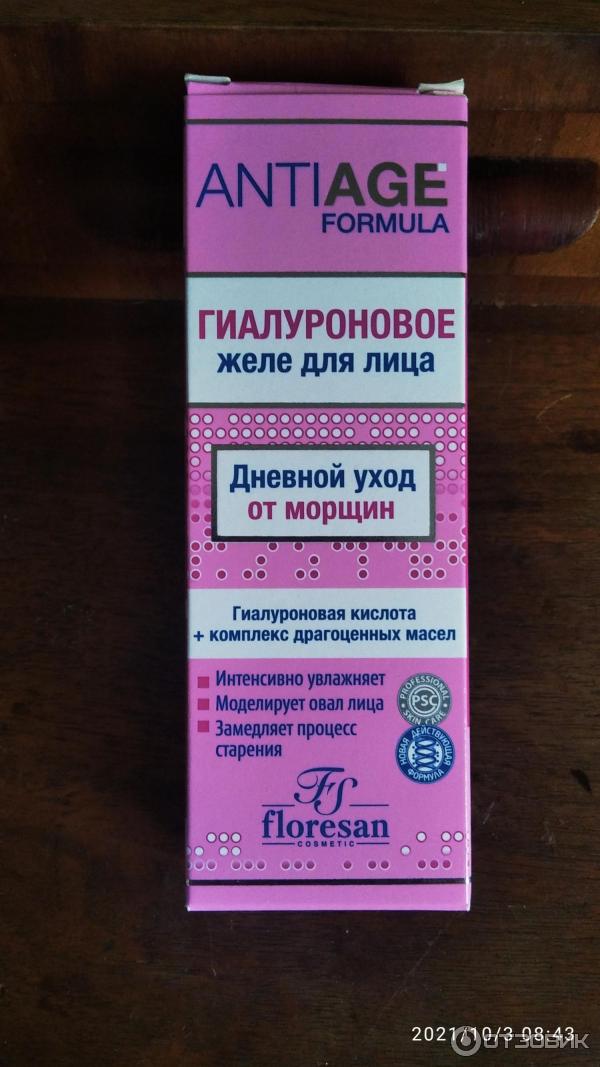 ANTIAGE
FORMULA
ГИАЛУРОНОВОЕ
желе для лица
Дневной уход
от морщин
Гиалуроновая кислота
+ комплекс драгоценных масел
Интенсивно увлажняет
Моделирует овал лица
Замедляет процесс
старения
PROFESSIONAL
PSC
SKIN CARE
НОВАЯ ДЕЙСТВУЮЩАЯ
ФОРМУЛА
FS
floresan
COSMETIC
2021/10/3 08:43
ОТЗОВИК